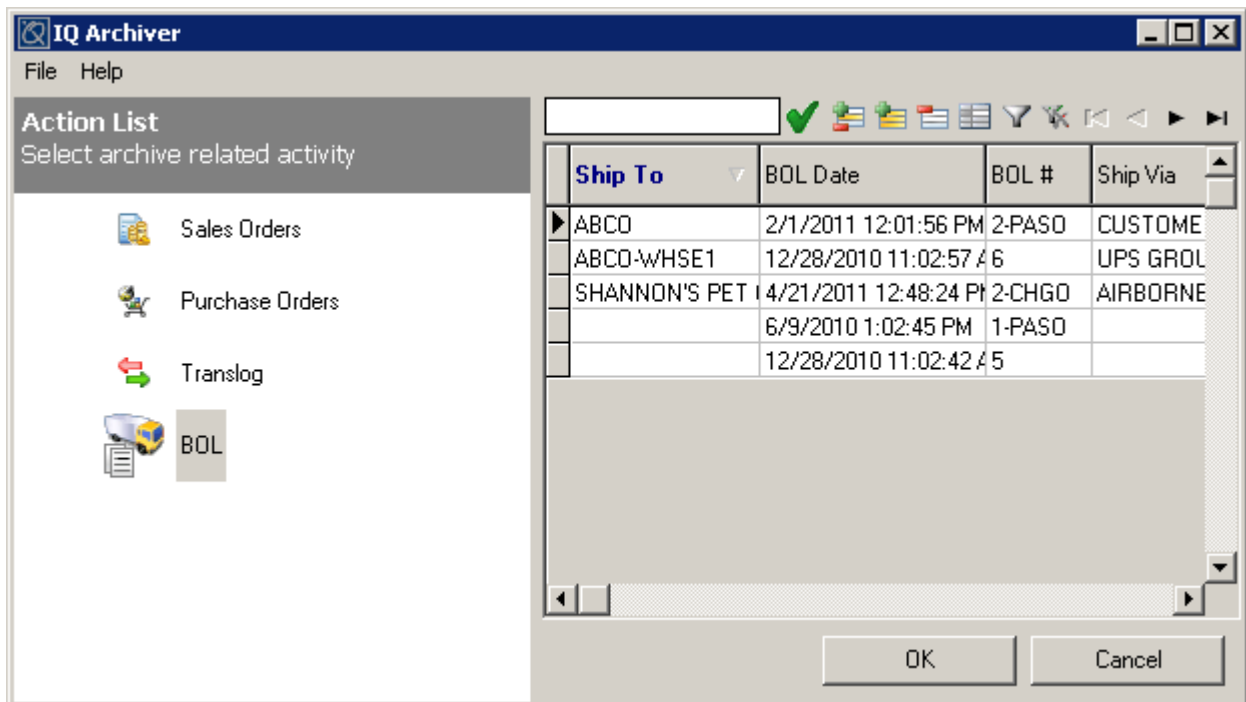 IQ Archiver
File Help
Action List
Select archive related activity
Sales Orders
Purchase Orders
Translog
BOL
Ship To BOL Date BOL # Ship Via
ABCO 2/1/2011 12:01:56 PM 2-PASO CUSTOME
ABCO-WHSE1 12/28/2010 11:02:57 A 6 UPS GROU
SHANNON'S PET 4/21/2011 12:48:24 P 2-CHGO AIRBORNE
6/9/2010 1:02:45 PM 1-PASO
12/28/2010 11:02:42 A 5
OK Cancel